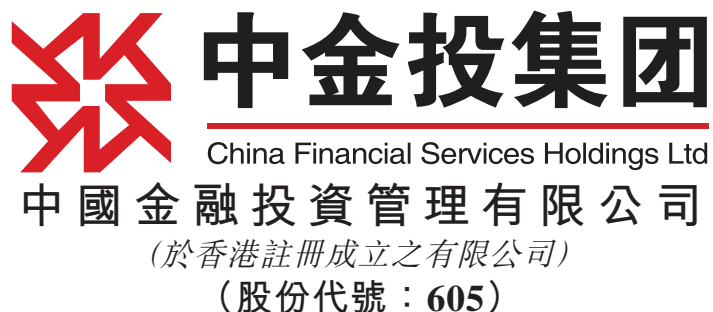 中金投集团
China Financial Services Holdings Ltd
中國金融投資管理有限公司
(於香港註冊成立之有限公司)
（股份代號：605）